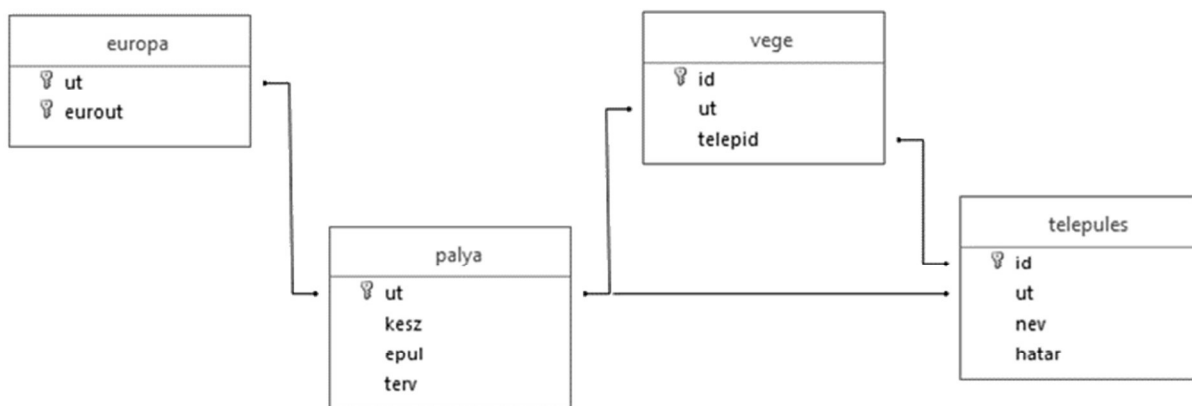 europa
ut
eurout
vege
id
ut
telepid
palya
ut
kesz
epul
terv
telepules
id
ut
nev
hatar